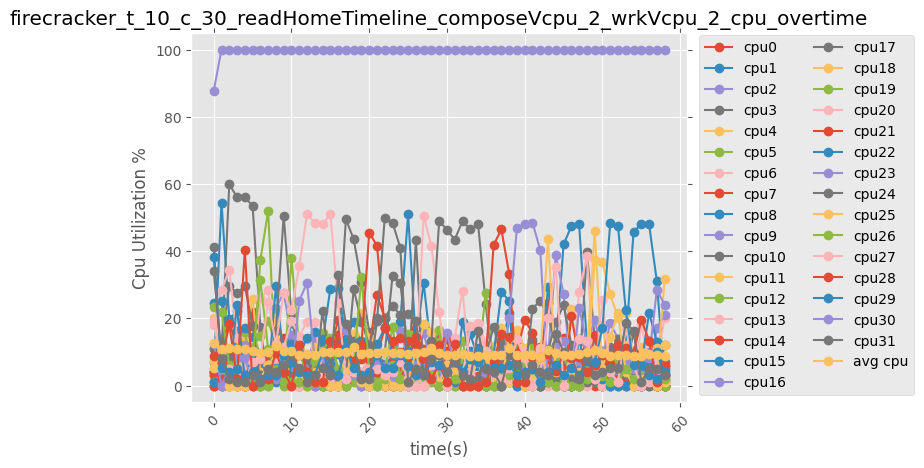 firecracker_t_10_c_30_readHomeTimeline_composeVcpu_2_wrkVcpu_2_cpu_overtime
Cpu Utilization %
100
80
60
40
20
0
0
10
20
30
40
50
60
time(s)
cpu0
cpu1
cpu2
cpu3
cpu4
cpu5
cpu6
cpu7
cpu8
cpu9
cpu10
cpu11
cpu12
cpu13
cpu14
cpu15
cpu16
cpu17
cpu18
cpu19
cpu20
cpu21
cpu22
cpu23
cpu24
cpu25
cpu26
cpu27
cpu28
cpu29
cpu30
cpu31
avg cpu